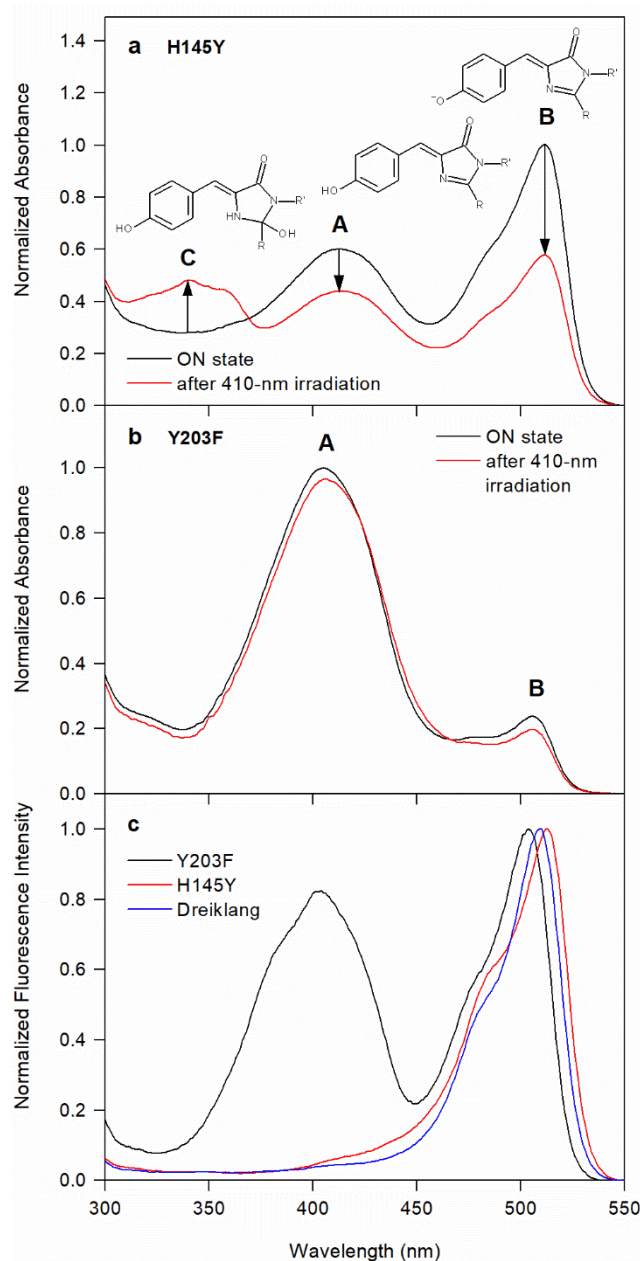 a H145Y
B
A
C
O
N
R'
N
R
-O
O
N
R'
N
R
HO
O
N
R'
HN
OH
R
HO
ON state
after 410-nm irradiation
Normalized Absorbance
1.4
1.2
1.0
0.8
0.6
0.4
0.2
0.0
b Y203F
A
B
ON state
after 410-nm
irradiation
Normalized Absorbance
1.0
0.8
0.6
0.4
0.2
0.0
c
Y203F
H145Y
Dreiklang
Normalized Fluorescence Intensity
1.0
0.8
0.6
0.4
0.2
0.0
300 350 400 450 500 550
Wavelength (nm)